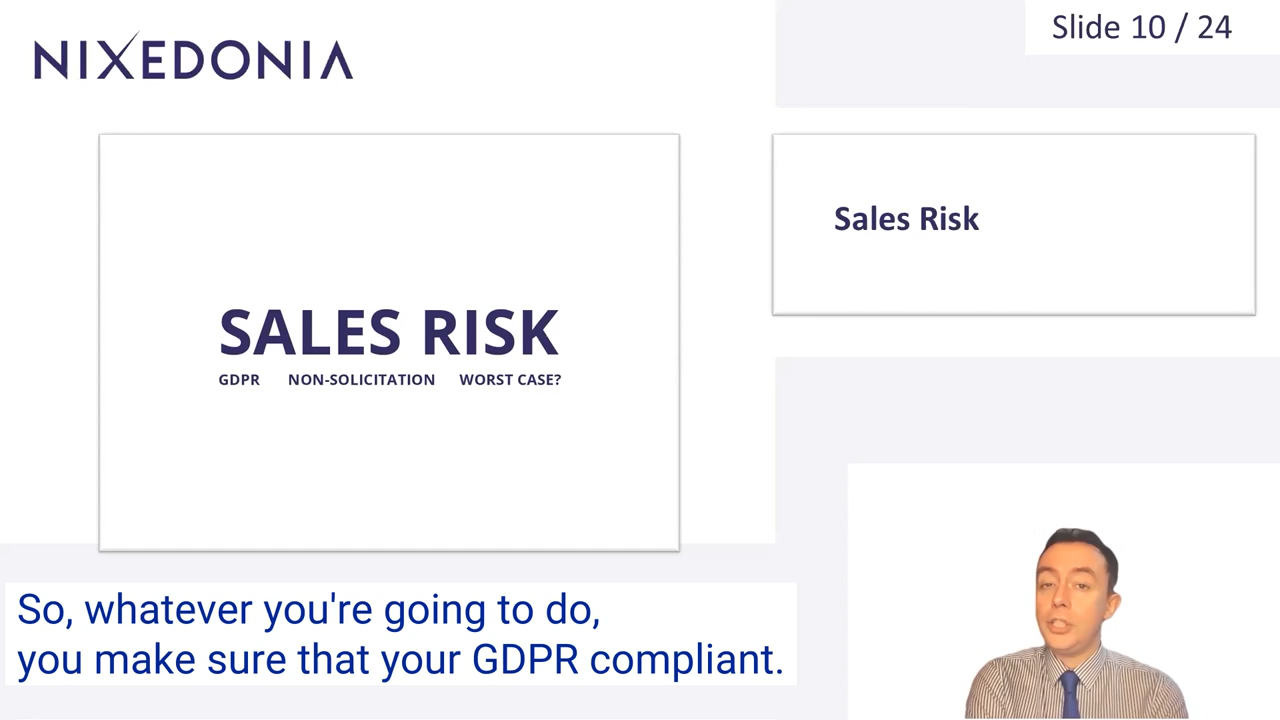 NIXEDONIA
Slide 10 / 24
SALES RISK
GDPR NON-SOLICITATION WORST CASE?
Sales Risk
So, whatever you're going to do,
you make sure that your GDPR compliant.